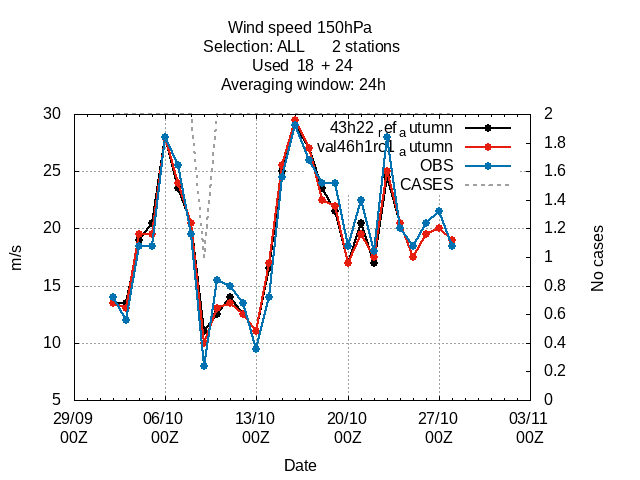 Wind speed 150hPa
Selection: ALL 2 stations
Used 18 + 24
Averaging window: 24h
43h22_ref_autumn
val46h1rc1_autumn
OBS
CASES
30
25
20
15
10
5
2
1.8
1.6
1.4
1.2
1
0.8
0.6
0.4
0.2
0
m/s
No cases
29/09 06/10 13/10 20/10 27/10 03/11
00Z 00Z 00Z 00Z 00Z 00Z
Date